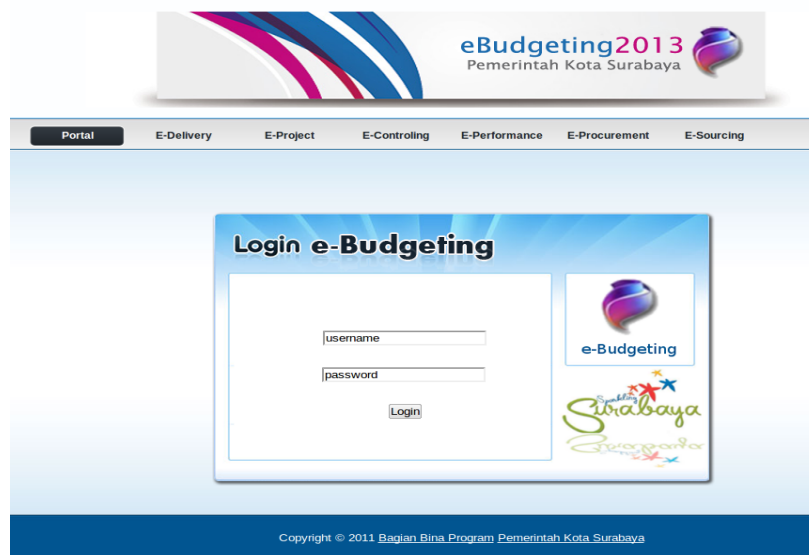 eBudgeting2013
Pemerintah Kota Surabaya
Portal E-Delivery E-Project E-Controling E-Performance E-Procurement E-Sourcing
Login e-Budgeting
username
password
Login
e-Budgeting
Sparkling
Surabaya
Copyright © 2011 Bagian Bina Program Pemerintah Kota Surabaya